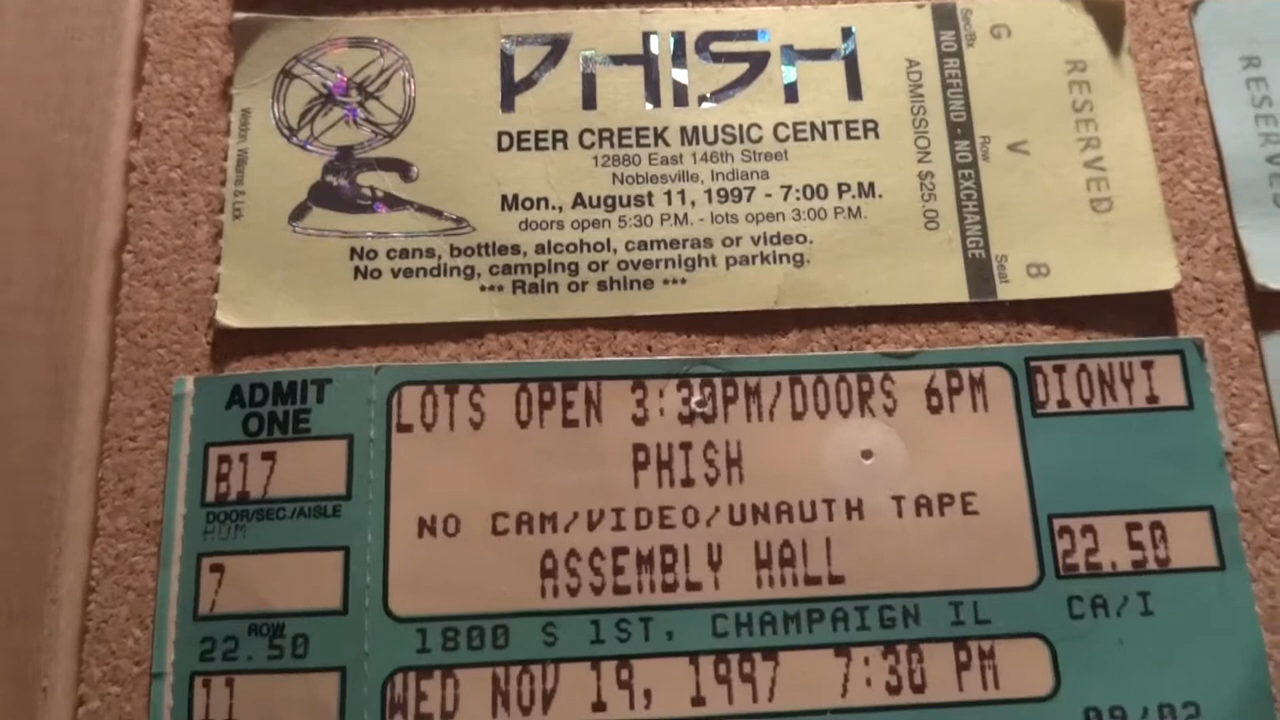 PHISH
DEER CREEK MUSIC CENTER
12880 East 146th Street
Noblesville, Indiana
Mon., August 11, 1997 - 7:00 P.M.
doors open 5:30 P.M. - lots open 3:00 P.M.
No cans, bottles, alcohol, cameras or video.
No vending, camping or overnight parking.
*** Rain or shine ***
Weldon, Williams & Lick
ADMISSION $25.00
NO REFUND - NO EXCHANGE
Sec/Bx Row Seat
G V 8
RESERVED
RESERVED
ADMIT
ONE
B17
DOOR/SEC./AISLE
7
ROW
22.50
11
LOTS OPEN 3:30PM/DOORS 6PM
PHISH
NO CAM/VIDEO/UNAUTH TAPE
ASSEMBLY HALL
1800 S 1ST, CHAMPAIGN IL
WED NOV 19, 1997 7:30 PM
DIONYI
22.50
CA/I